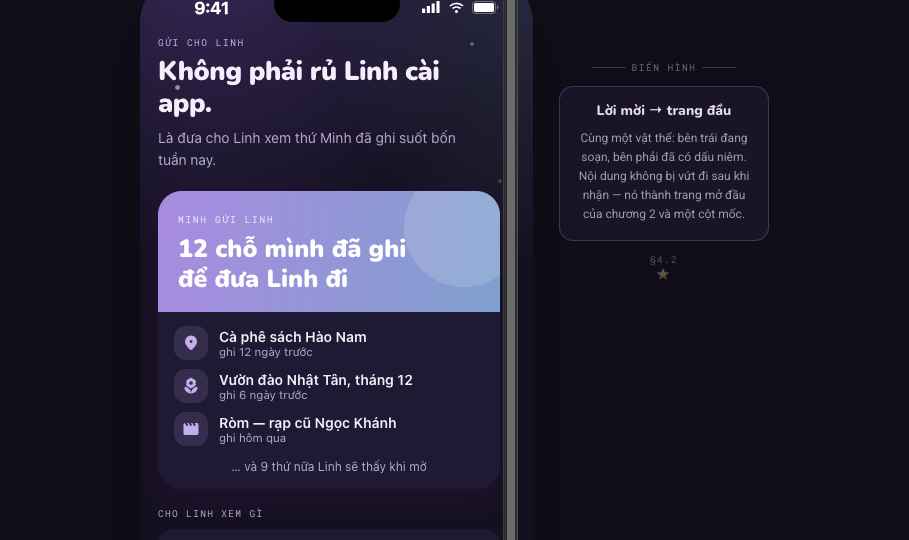 9:41
GỬI CHO LINH
Không phải rủ Linh cài
app.
Là đưa cho Linh xem thứ Minh đã ghi suốt bốn
tuần nay.
MINH GỬI LINH
12 chỗ mình đã ghi
để đưa Linh đi
Cà phê sách Hào Nam
ghi 12 ngày trước
Vườn đào Nhật Tân, tháng 12
ghi 6 ngày trước
Ròm — rạp cũ Ngọc Khánh
ghi hôm qua
… và 9 thứ nữa Linh sẽ thấy khi mở
CHO LINH XEM GÌ
BIẾN HÌNH
Lời mời → trang đầu
Cùng một vật thể: bên trái đang
soạn, bên phải đã có dấu niêm.
Nội dung không bị vứt đi sau khi
nhận — nó thành trang mở đầu
của chương 2 và một cột mốc.
§4.2